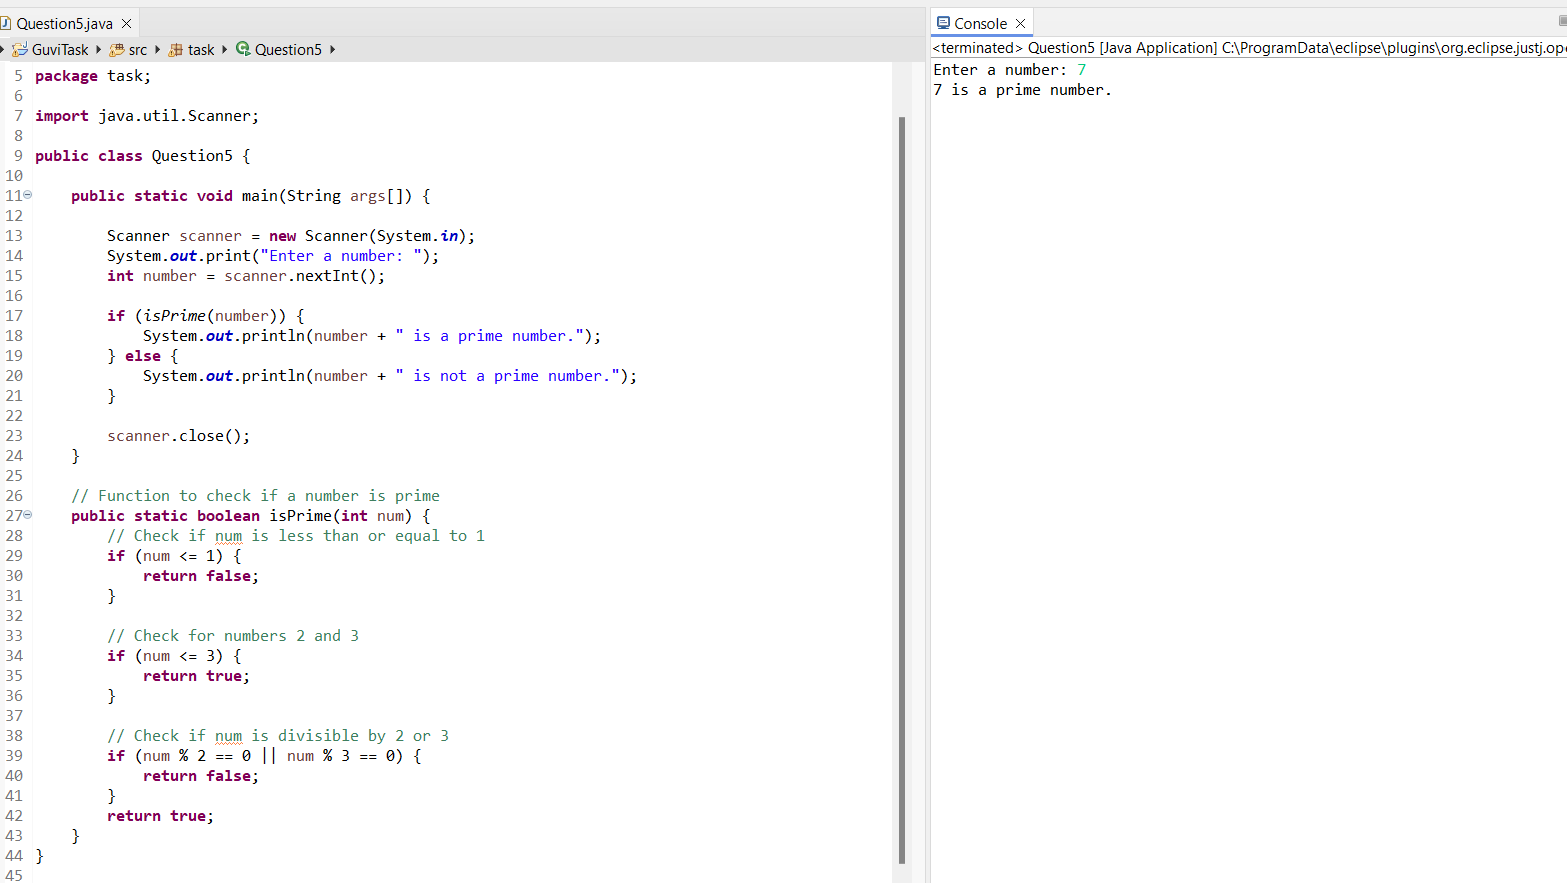 Question5.java
GuviTask src task Question5
5 package task;
6
7 import java.util.Scanner;
8
9 public class Question5 {
10
11 public static void main(String args[]) {
12
13 Scanner scanner = new Scanner(System.in);
14 System.out.print("Enter a number: ");
15 int number = scanner.nextInt();
16
17 if (isPrime(number)) {
18 System.out.println(number + " is a prime number.");
19 } else {
20 System.out.println(number + " is not a prime number.");
21 }
22
23 scanner.close();
24 }
25
26 // Function to check if a number is prime
27 public static boolean isPrime(int num) {
28 // Check if num is less than or equal to 1
29 if (num <= 1) {
30 return false;
31 }
32
33 // Check for numbers 2 and 3
34 if (num <= 3) {
35 return true;
36 }
37
38 // Check if num is divisible by 2 or 3
39 if (num % 2 == 0 || num % 3 == 0) {
40 return false;
41 }
42 return true;
43 }
44 }
45
Console
<terminated> Question5 [Java Application] C:\ProgramData\eclipse\plugins\org.eclipse.justj.ope
Enter a number: 7
7 is a prime number.